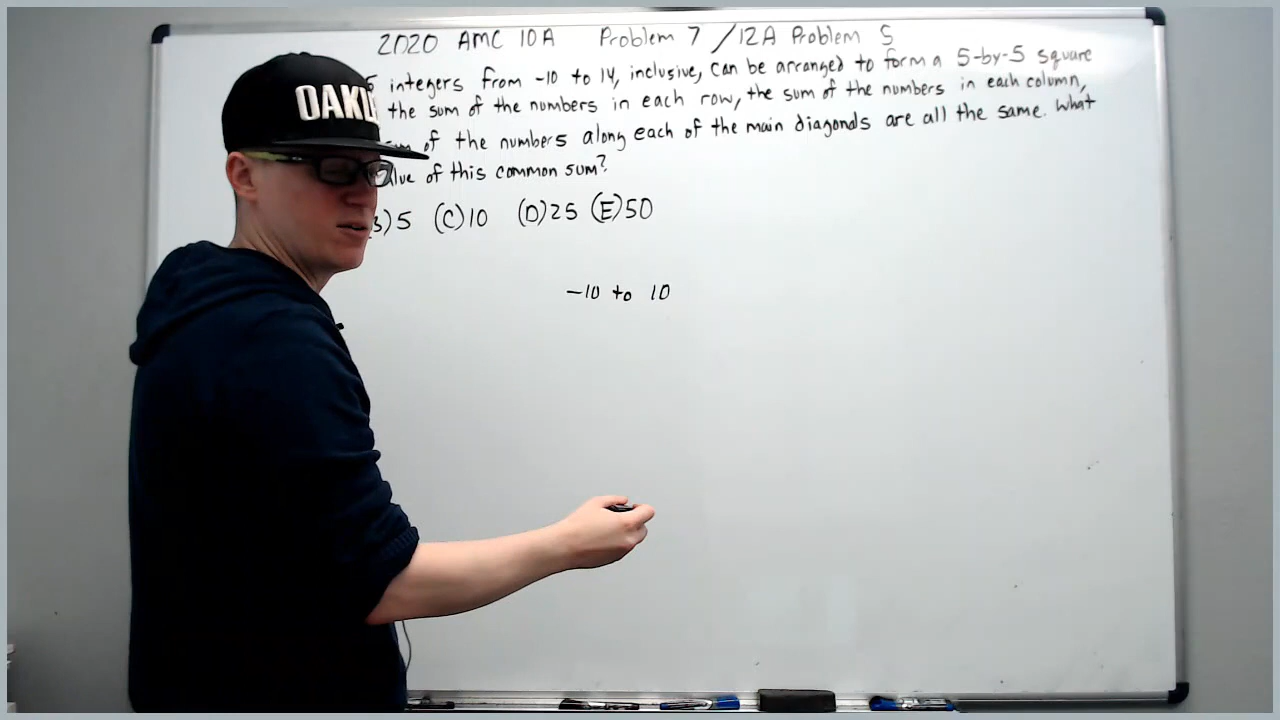 2020 AMC 10A Problem 7 / 12A Problem 5
integers from -10 to 14, inclusive, can be arranged to form a 5-by-5 square
the sum of the numbers in each row, the sum of the numbers in each column,
of the numbers along each of the main diagonals are all the same. What
of this common sum?
5 (C) 10 (D) 25 (E) 50
-10 to 10
OAKL